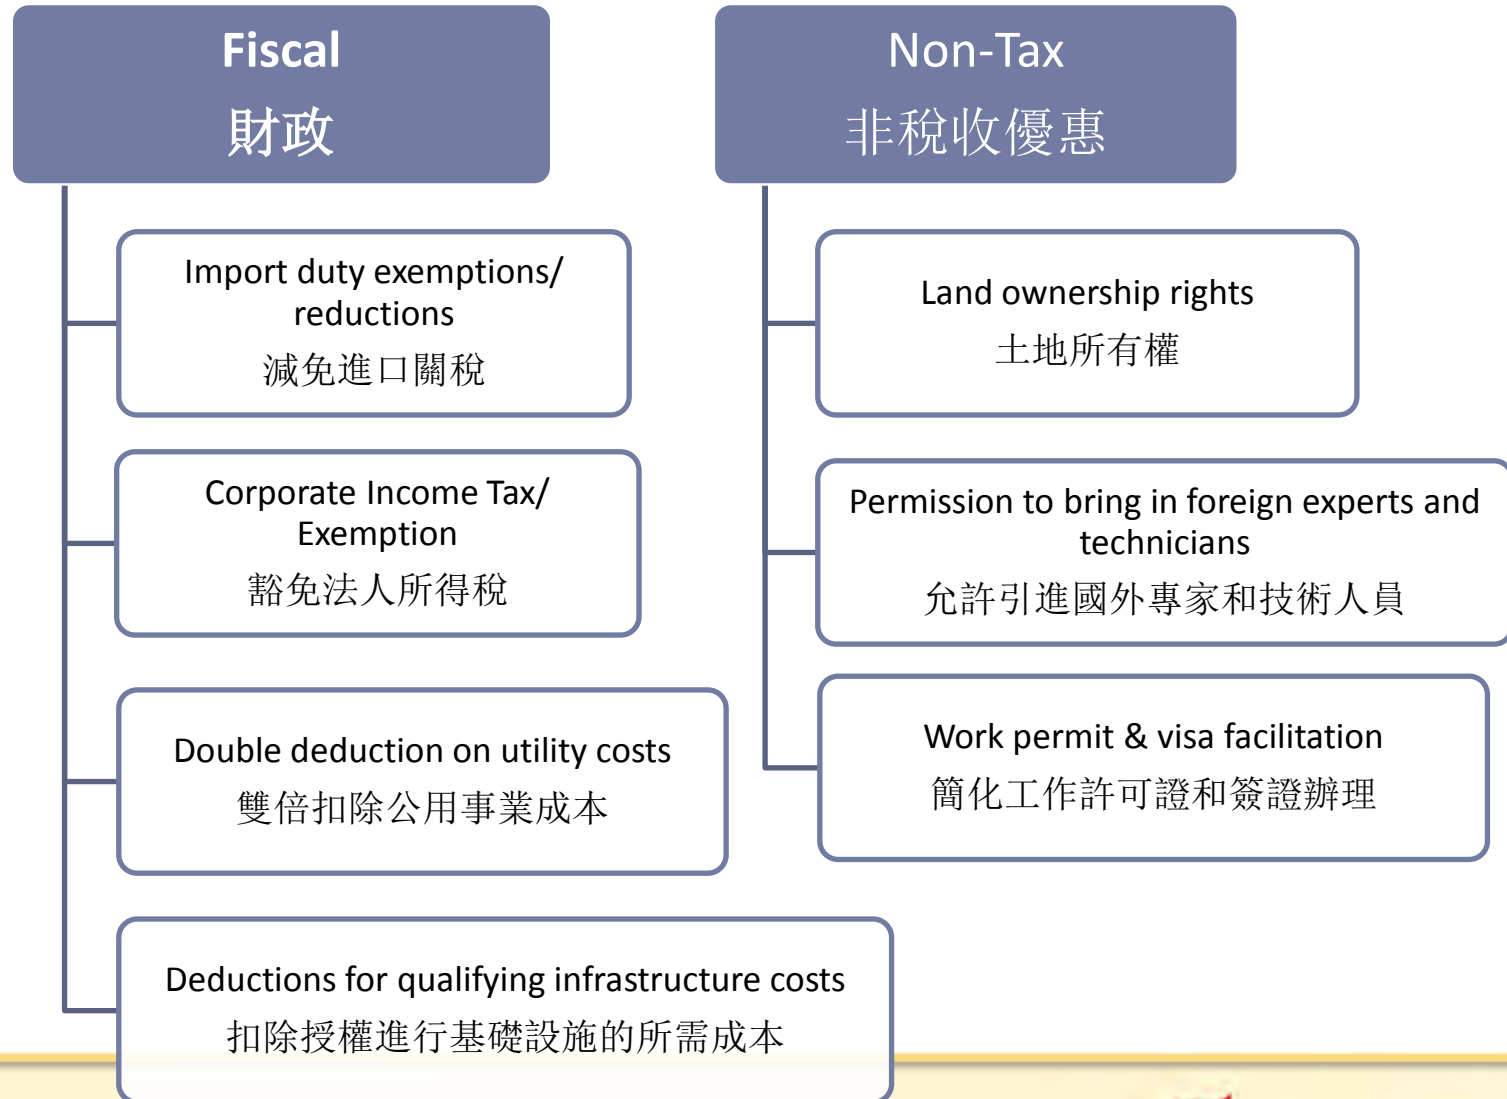 Fiscal
財政
Import duty exemptions/
reductions
減免進口關稅
Corporate Income Tax/
Exemption
豁免法人所得稅
Double deduction on utility costs
雙倍扣除公用事業成本
Deductions for qualifying infrastructure costs
扣除授權進行基礎設施的所需成本
Non-Tax
非稅收優惠
Land ownership rights
土地所有權
Permission to bring in foreign experts and
technicians
允許引進國外專家和技術人員
Work permit & visa facilitation
簡化工作許可證和簽證辦理